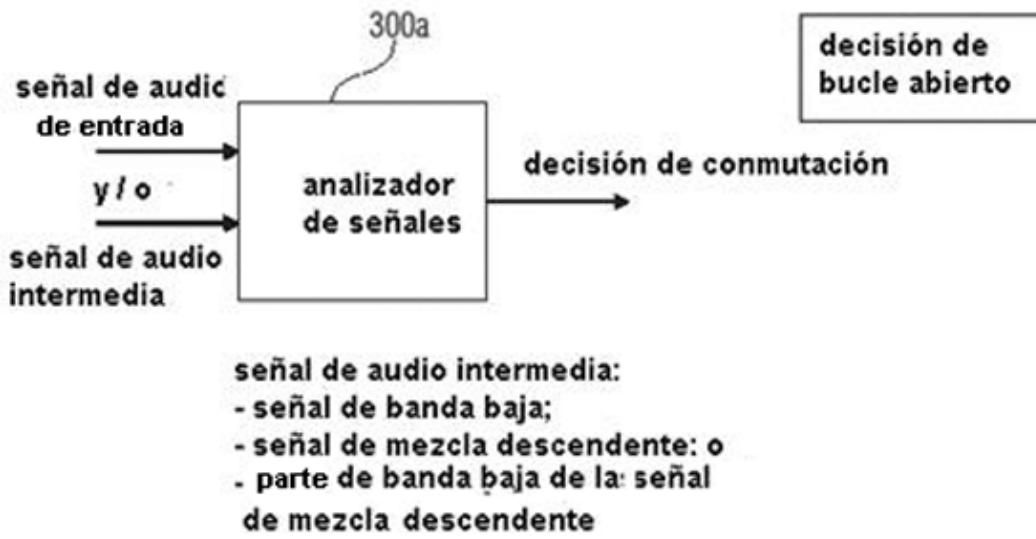 300a
decisión de
bucle abierto
señal de audio
de entrada
y / o
señal de audio
intermedia
analizador
de señales
decisión de conmutación
señal de audio intermedia:
- señal de banda baja;
- señal de mezcla descendente: o
- parte de banda baja de la señal
de mezcla descendente